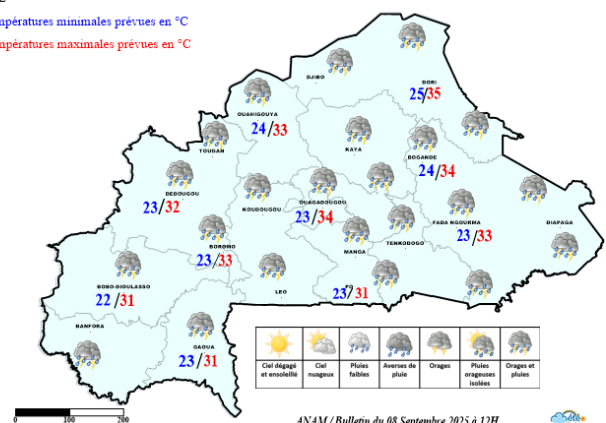 mpératures minimales prévues en °C
mpératures maximales prévues en °C
DJIBO
DORI
25/35
OUAHIGOUYA
24/33
TOUGAN
KAYA
BOGANDE
24/34
DEDOUGOU
23/32
KOUDOUGOU
OUAGADOUGOU
23/34
FADA NGOURMA
23/33
DIAPAGA
BOROMO
23/33
MANGA
TENKODOGO
BOBO-DIOULASSO
22/31
LEO
PO
23/31
BANFORA
GAOUA
23/31
Ciel dégagé et ensoleillé
Ciel nuageux
Pluies faibles
Averses de pluie
Orages
Pluies orageuses isolées
Orages et pluies
0 100 200
ANAM / Bulletin du 08 Septembre 2025 à 12H